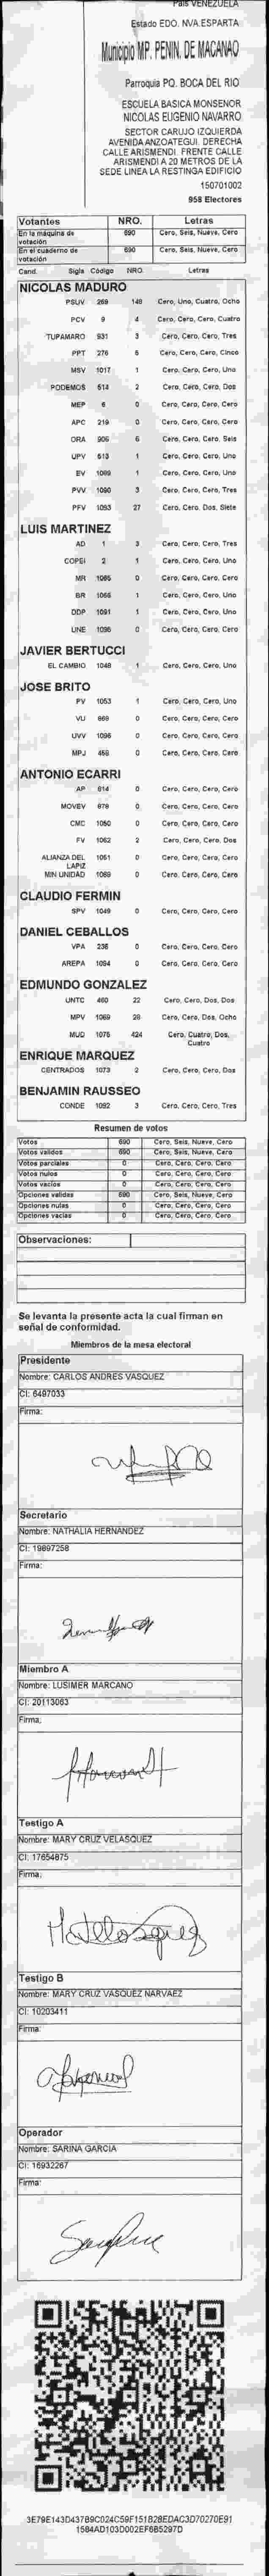 País VENEZUELA
Estado EDO. NVA.ESPARTA
Municipio MP. PENIN. DE MACANAO
Parroquia PQ. BOCA DEL RIO
ESCUELA BASICA MONSENOR
NICOLAS EUGENIO NAVARRO
SECTOR CARUJO IZQUIERDA
AVENIDA ANZOATEGUI. DERECHA
CALLE ARISMENDI. FRENTE CALLE
ARISMENDI A 20 METROS DE LA
SEDE LINEA LA RESTINGA EDIFICIO
150701002
958 Electores
Votantes NRO. Letras
En la máquina de votación 690 Cero, Seis, Nueve, Cero
En el cuaderno de votación 690 Cero, Seis, Nueve, Cero
Cand. Sigla Código NRO. Letras
NICOLAS MADURO
PSUV 269 148 Cero, Uno, Cuatro, Ocho
PCV 9 4 Cero, Cero, Cero, Cuatro
TUPAMARO 931 3 Cero, Cero, Cero, Tres
PPT 276 5 Cero, Cero, Cero, Cinco
MSV 1017 1 Cero, Cero, Cero, Uno
PODEMOS 514 2 Cero, Cero, Cero, Dos
MEP 6 0 Cero, Cero, Cero, Cero
APC 219 0 Cero, Cero, Cero, Cero
ORA 906 6 Cero, Cero, Cero, Seis
UPV 613 1 Cero, Cero, Cero, Uno
EV 1089 1 Cero, Cero, Cero, Uno
PVV 1090 3 Cero, Cero, Cero, Tres
PFV 1093 27 Cero, Cero, Dos, Siete
LUIS MARTINEZ
AD 1 3 Cero, Cero, Cero, Tres
COPEI 2 1 Cero, Cero, Cero, Uno
MR 1065 0 Cero, Cero, Cero, Cero
BR 1056 1 Cero, Cero, Cero, Uno
DDP 1091 1 Cero, Cero, Cero, Uno
UNE 1096 0 Cero, Cero, Cero, Cero
JAVIER BERTUCCI
EL CAMBIO 1048 1 Cero, Cero, Cero, Uno
JOSE BRITO
PV 1053 1 Cero, Cero, Cero, Uno
VU 869 0 Cero, Cero, Cero, Cero
UVV 1096 0 Cero, Cero, Cero, Cero
MPJ 458 0 Cero, Cero, Cero, Cero
ANTONIO ECARRI
AP 814 0 Cero, Cero, Cero, Cero
MOVEV 878 0 Cero, Cero, Cero, Cero
CMC 1050 0 Cero, Cero, Cero, Cero
FV 1062 2 Cero, Cero, Cero, Dos
ALIANZA DEL LAPIZ 1051 0 Cero, Cero, Cero, Cero
MIN UNIDAD 1069 0 Cero, Cero, Cero, Cero
CLAUDIO FERMIN
SPV 1049 0 Cero, Cero, Cero, Cero
DANIEL CEBALLOS
VPA 238 0 Cero, Cero, Cero, Cero
AREPA 1094 0 Cero, Cero, Cero, Cero
EDMUNDO GONZALEZ
UNTC 460 22 Cero, Cero, Dos, Dos
MPV 1069 28 Cero, Cero, Dos, Ocho
MUD 1075 424 Cero, Cuatro, Dos, Cuatro
ENRIQUE MARQUEZ
CENTRADOS 1073 2 Cero, Cero, Cero, Dos
BENJAMIN RAUSSEO
CONDE 1092 3 Cero, Cero, Cero, Tres
Resumen de votos
Votos 690 Cero, Seis, Nueve, Cero
Votos validos 690 Cero, Seis, Nueve, Cero
Votos parciales 0 Cero, Cero, Cero, Cero
Votos nulos 0 Cero, Cero, Cero, Cero
Votos vacíos 0 Cero, Cero, Cero, Cero
Opciones validas 690 Cero, Seis, Nueve, Cero
Opciones nulas 0 Cero, Cero, Cero, Cero
Opciones vacías 0 Cero, Cero, Cero, Cero
Observaciones:
Se levanta la presente acta la cual firman en
señal de conformidad.
Miembros de la mesa electoral
Presidente
Nombre: CARLOS ANDRES VASQUEZ
CI: 6497033
Firma:
Secretario
Nombre: NATHALIA HERNANDEZ
CI: 19897258
Firma:
Miembro A
Nombre: LUSIMER MARCANO
CI: 20113063
Firma:
Testigo A
Nombre: MARY CRUZ VELASQUEZ
CI: 17654875
Firma:
Testigo B
Nombre: MARY CRUZ VASQUEZ NARVAEZ
CI: 10203411
Firma:
Operador
Nombre: SARINA GARCIA
CI: 16932267
Firma:
3E79E143D437B9C024C59F151B28EDAC3D70270E91
1584AD103D002EF6B5297D